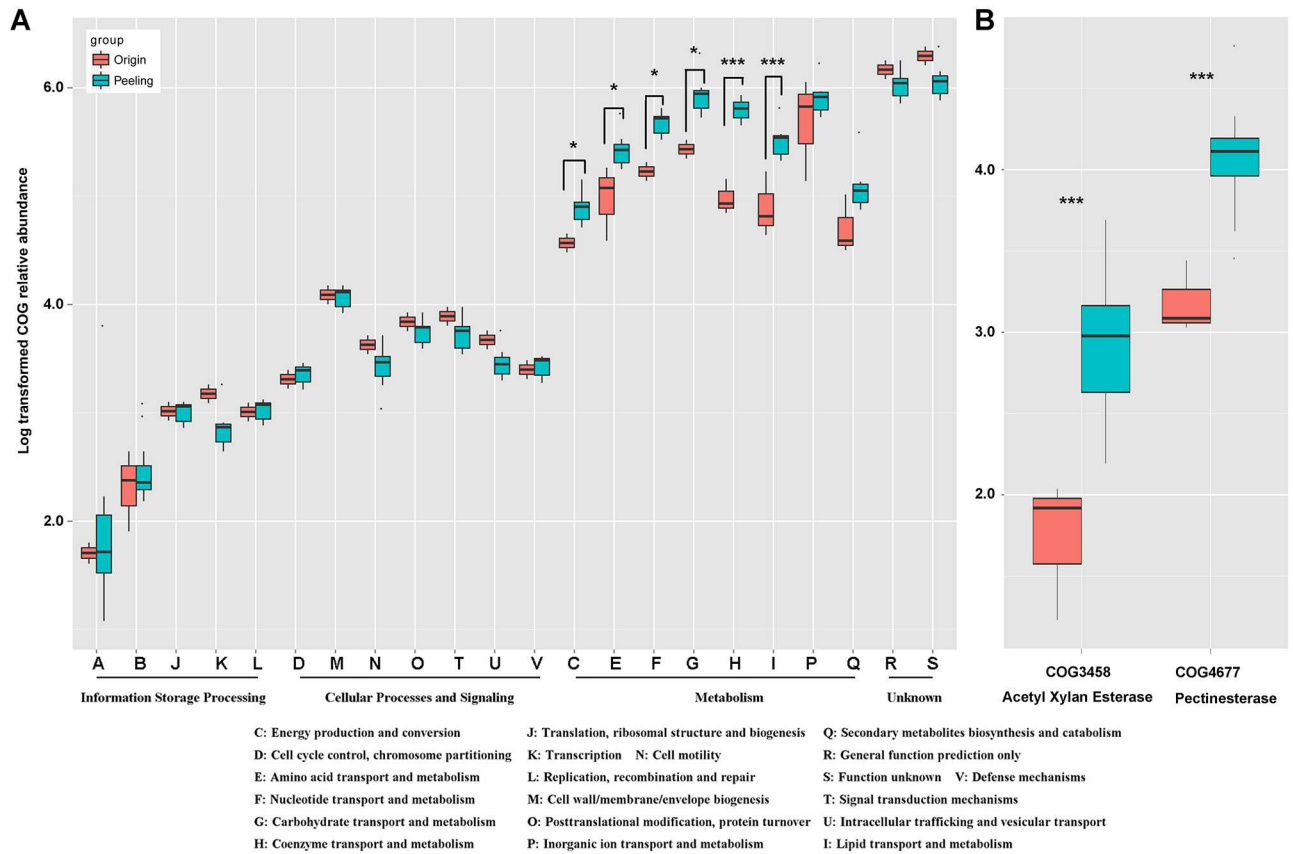 A
B
group
Origin
Peeling
Log transformed COG relative abundance
6.0
4.0
2.0
* * * * *** ***
A B J K L D M N O T U V C E F G H I P Q R S
Information Storage Processing Cellular Processes and Signaling Metabolism Unknown
***
***
4.0
3.0
2.0
COG3458 COG4677
Acetyl Xylan Esterase Pectinesterase
C: Energy production and conversion J: Translation, ribosomal structure and biogenesis Q: Secondary metabolites biosynthesis and catabolism
D: Cell cycle control, chromosome partitioning K: Transcription N: Cell motility R: General function prediction only
E: Amino acid transport and metabolism L: Replication, recombination and repair S: Function unknown V: Defense mechanisms
F: Nucleotide transport and metabolism M: Cell wall/membrane/envelope biogenesis T: Signal transduction mechanisms
G: Carbohydrate transport and metabolism O: Posttranslational modification, protein turnover U: Intracellular trafficking and vesicular transport
H: Coenzyme transport and metabolism P: Inorganic ion transport and metabolism I: Lipid transport and metabolism